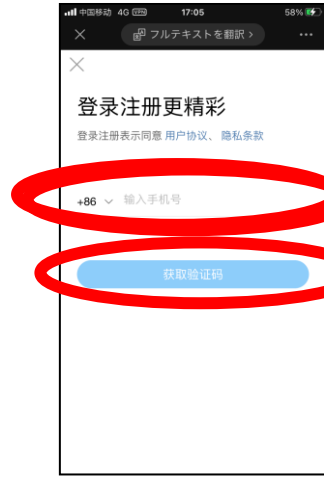 中国移动 4G VPN 17:05 58%
フルテキストを翻訳 >
登录注册更精彩
登录注册表示同意 用户协议、 隐私条款
+86 输入手机号
获取验证码